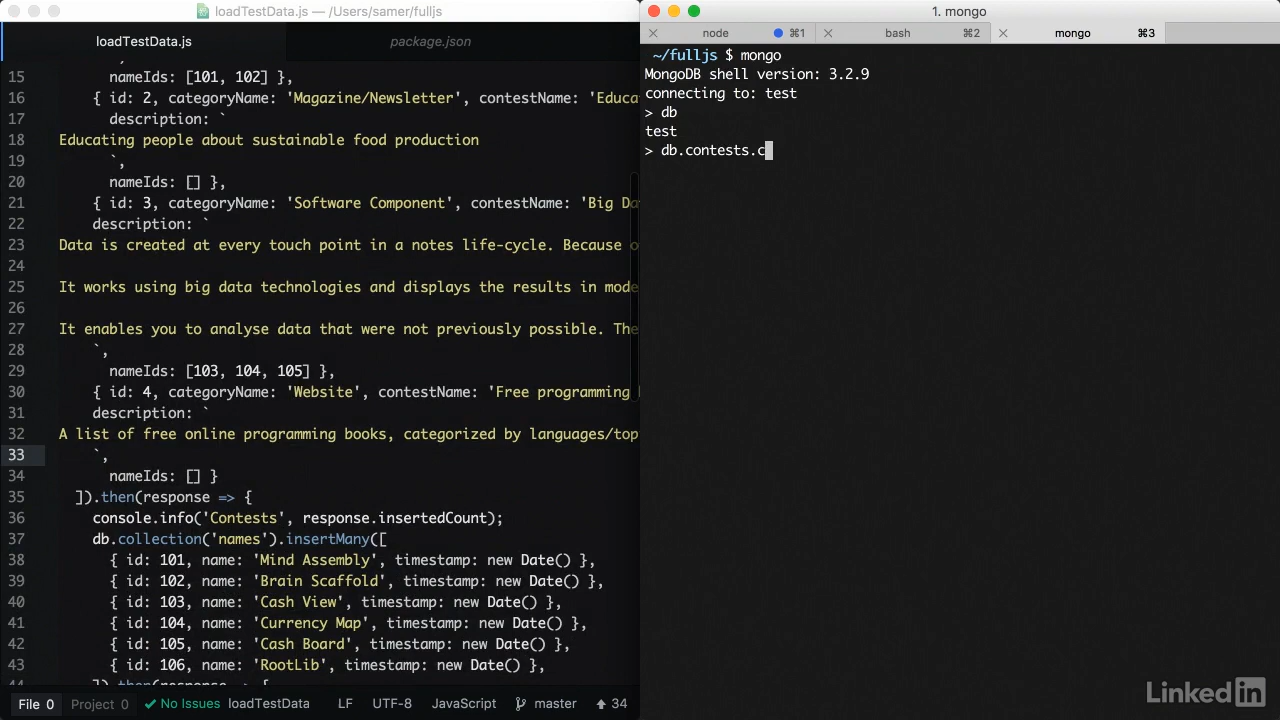 loadTestData.js — /Users/samer/fulljs
loadTestData.js
package.json
15 nameIds: [101, 102] },
16 { id: 2, categoryName: 'Magazine/Newsletter', contestName: 'Educa
17 description: `
18 Educating people about sustainable food production
19 `,
20 nameIds: [] },
21 { id: 3, categoryName: 'Software Component', contestName: 'Big Da
22 description: `
23 Data is created at every touch point in a notes life-cycle. Because o
24
25 It works using big data technologies and displays the results in mode
26
27 It enables you to analyse data that were not previously possible. The
28 `,
29 nameIds: [103, 104, 105] },
30 { id: 4, categoryName: 'Website', contestName: 'Free programming
31 description: `
32 A list of free online programming books, categorized by languages/top
33 `,
34 nameIds: [] }
35 ]).then(response => {
36 console.info('Contests', response.insertedCount);
37 db.collection('names').insertMany([
38 { id: 101, name: 'Mind Assembly', timestamp: new Date() },
39 { id: 102, name: 'Brain Scaffold', timestamp: new Date() },
40 { id: 103, name: 'Cash View', timestamp: new Date() },
41 { id: 104, name: 'Currency Map', timestamp: new Date() },
42 { id: 105, name: 'Cash Board', timestamp: new Date() },
43 { id: 106, name: 'RootLib', timestamp: new Date() },
44 ]).then(response => {
File 0 Project 0 No Issues loadTestData LF UTF-8 JavaScript master 34
1. mongo
node ⌘1 bash ⌘2 mongo ⌘3
~/fulljs $ mongo
MongoDB shell version: 3.2.9
connecting to: test
> db
test
> db.contests.c
LinkedIn